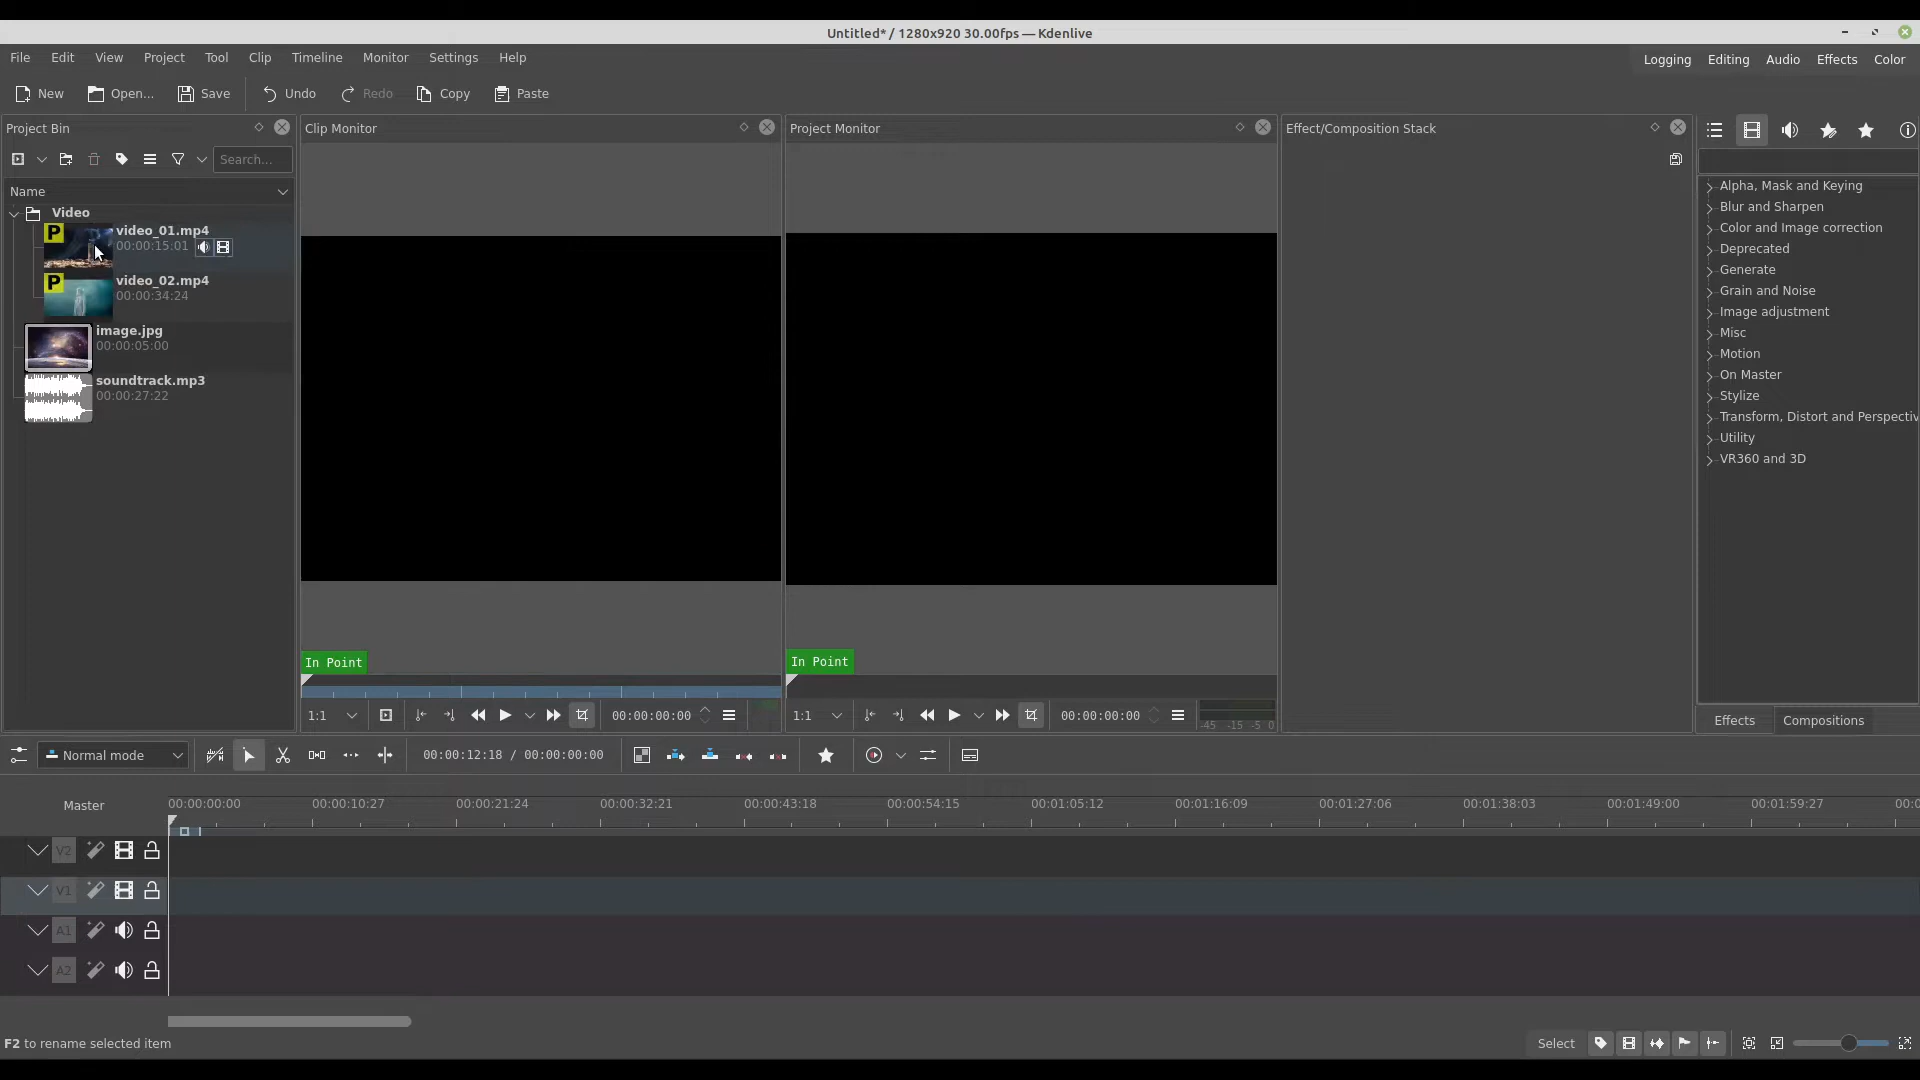 Untitled* / 1280x920 30.00fps — Kdenlive
File Edit View Project Tool Clip Timeline Monitor Settings Help
Logging Editing Audio Effects Color
New Open... Save Undo Redo Copy Paste
Project Bin
Clip Monitor
Project Monitor
Effect/Composition Stack
Search...
Name
Video
P
video_01.mp4
00:00:15:01
P
video_02.mp4
00:00:34:24
image.jpg
00:00:05:00
soundtrack.mp3
00:00:27:22
Alpha, Mask and Keying
Blur and Sharpen
Color and Image correction
Deprecated
Generate
Grain and Noise
Image adjustment
Misc
Motion
On Master
Stylize
Transform, Distort and Perspectiv
Utility
VR360 and 3D
In Point
In Point
1:1 00:00:00:00
1:1 00:00:00:00
-45 -15 -5 0
Effects Compositions
Normal mode
00:00:12:18 / 00:00:00:00
Master
00:00:00:00 00:00:10:27 00:00:21:24 00:00:32:21 00:00:43:18 00:00:54:15 00:01:05:12 00:01:16:09 00:01:27:06 00:01:38:03 00:01:49:00 00:01:59:27 00:0
V2
V1
A1
A2
F2 to rename selected item
Select